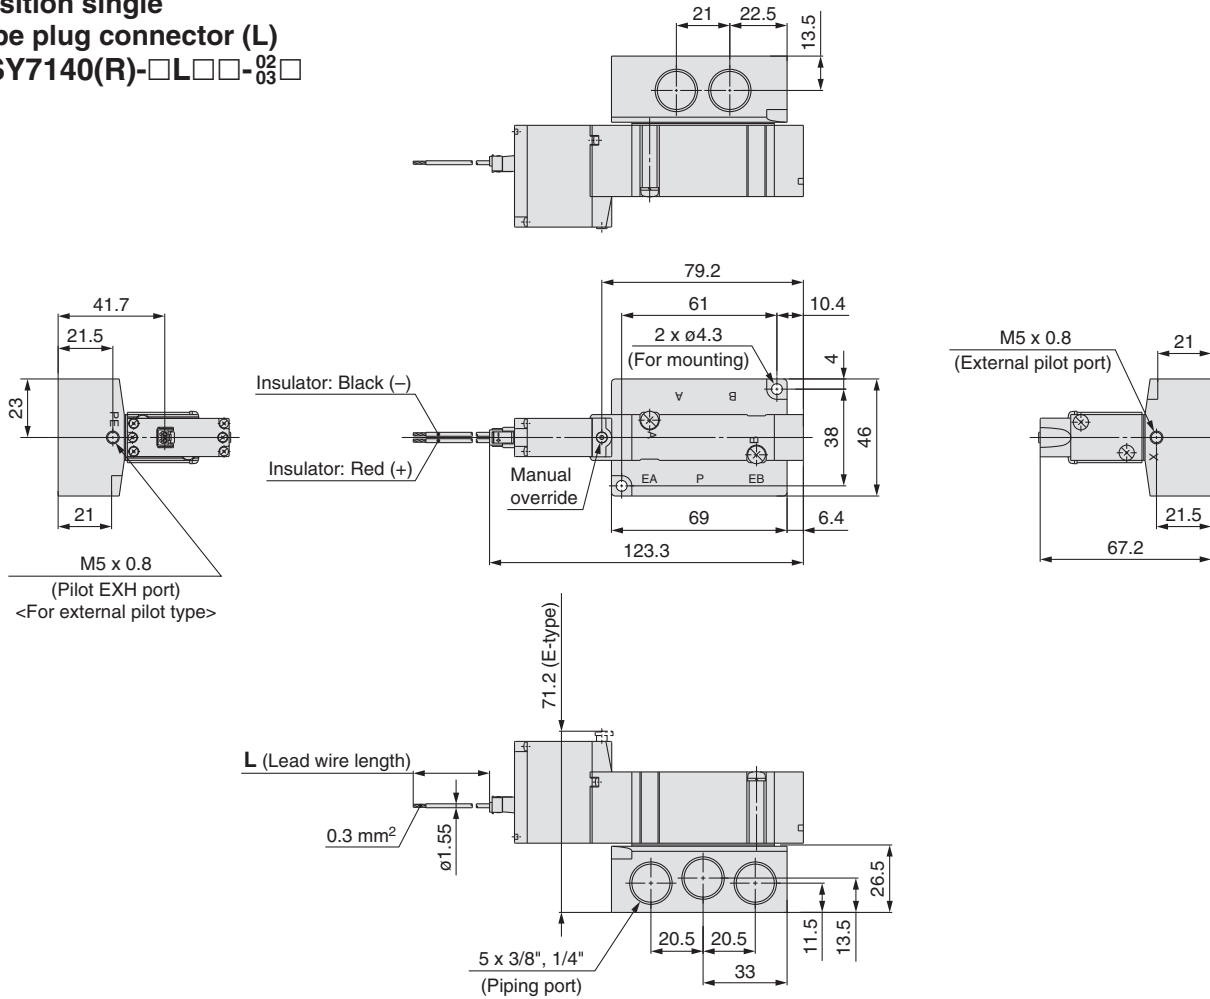 sition single
pe plug connector (L)
SY7140(R)-□L□□-02 03□
21
22.5
13.5
79.2
61
10.4
2 x ø4.3
(For mounting)
4
38
46
A
B
A
B
EA
P
EB
Insulator: Black (–)
Insulator: Red (+)
Manual
override
69
6.4
123.3
41.7
21.5
23
PE
21
M5 x 0.8
(Pilot EXH port)
<For external pilot type>
M5 x 0.8
(External pilot port)
21
X
21.5
67.2
71.2 (E-type)
L (Lead wire length)
0.3 mm²
ø1.55
26.5
11.5
13.5
20.5
20.5
33
5 x 3/8", 1/4"
(Piping port)